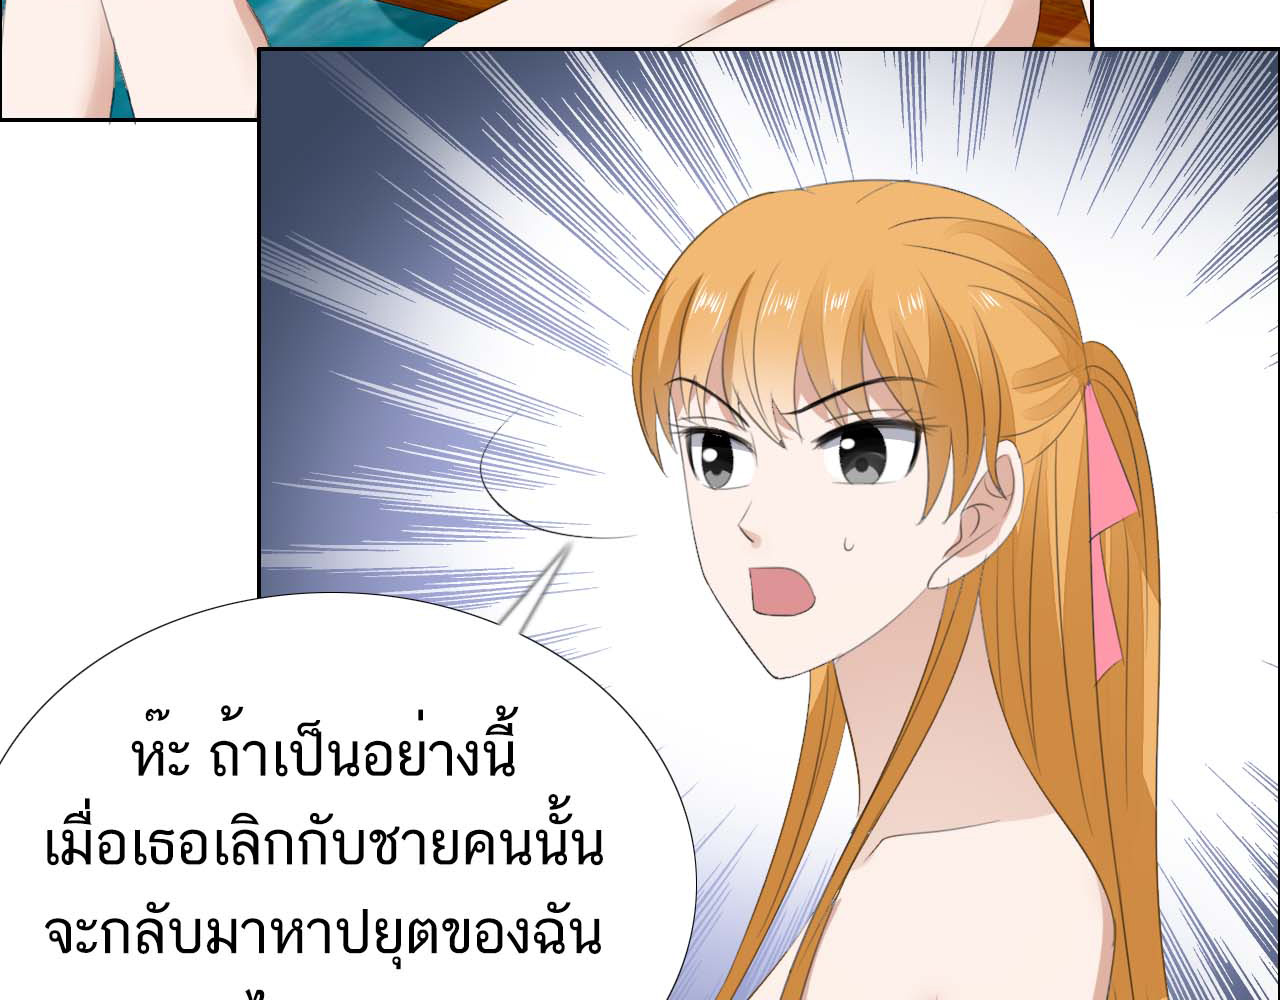 ห๊ะ ถ้าเป็นอย่างนี้
เมื่อเธอเลิกกับชายคนนั้น
จะกลับมาหาปยุตของฉัน